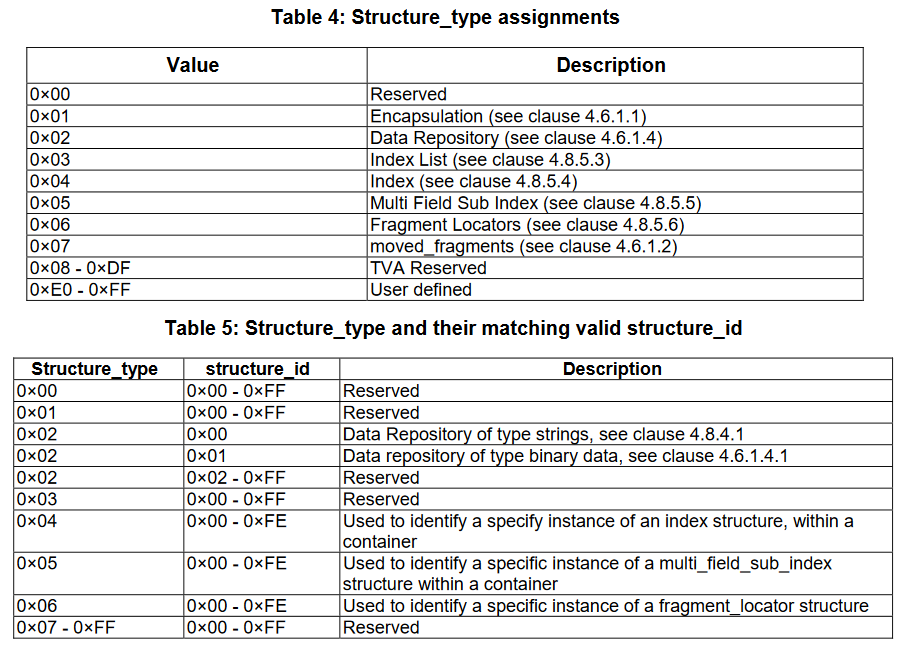 Table 4: Structure_type assignments
Value Description
0×00 Reserved
0×01 Encapsulation (see clause 4.6.1.1)
0×02 Data Repository (see clause 4.6.1.4)
0×03 Index List (see clause 4.8.5.3)
0×04 Index (see clause 4.8.5.4)
0×05 Multi Field Sub Index (see clause 4.8.5.5)
0×06 Fragment Locators (see clause 4.8.5.6)
0×07 moved_fragments (see clause 4.6.1.2)
0×08 - 0×DF TVA Reserved
0×E0 - 0×FF User defined
Table 5: Structure_type and their matching valid structure_id
Structure_type structure_id Description
0×00 0×00 - 0×FF Reserved
0×01 0×00 - 0×FF Reserved
0×02 0×00 Data Repository of type strings, see clause 4.8.4.1
0×02 0×01 Data repository of type binary data, see clause 4.6.1.4.1
0×02 0×02 - 0×FF Reserved
0×03 0×00 - 0×FF Reserved
0×04 0×00 - 0×FE Used to identify a specify instance of an index structure, within a
container
0×05 0×00 - 0×FE Used to identify a specific instance of a multi_field_sub_index
structure within a container
0×06 0×00 - 0×FE Used to identify a specific instance of a fragment_locator structure
0×07 - 0×FF 0×00 - 0×FF Reserved